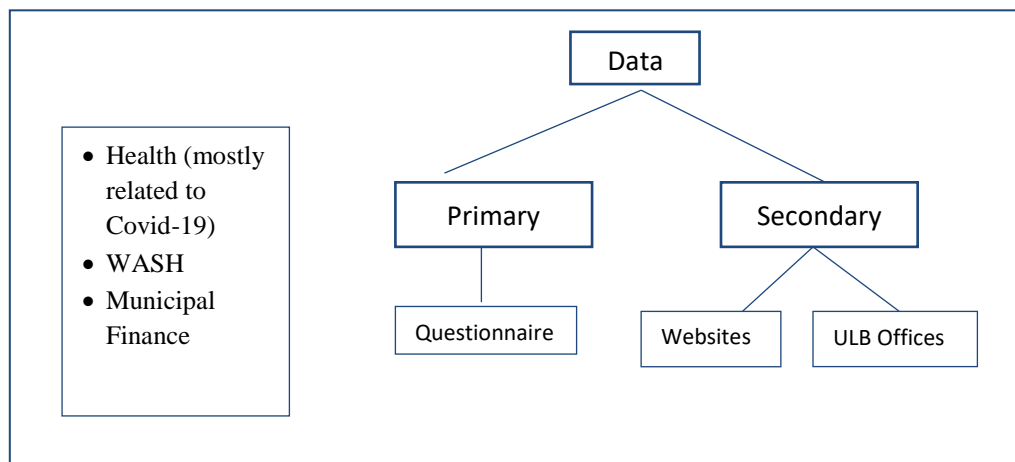 Data
• Health (mostly
related to
Covid-19)
• WASH
• Municipal
Finance
Primary
Secondary
Questionnaire
Websites
ULB Offices